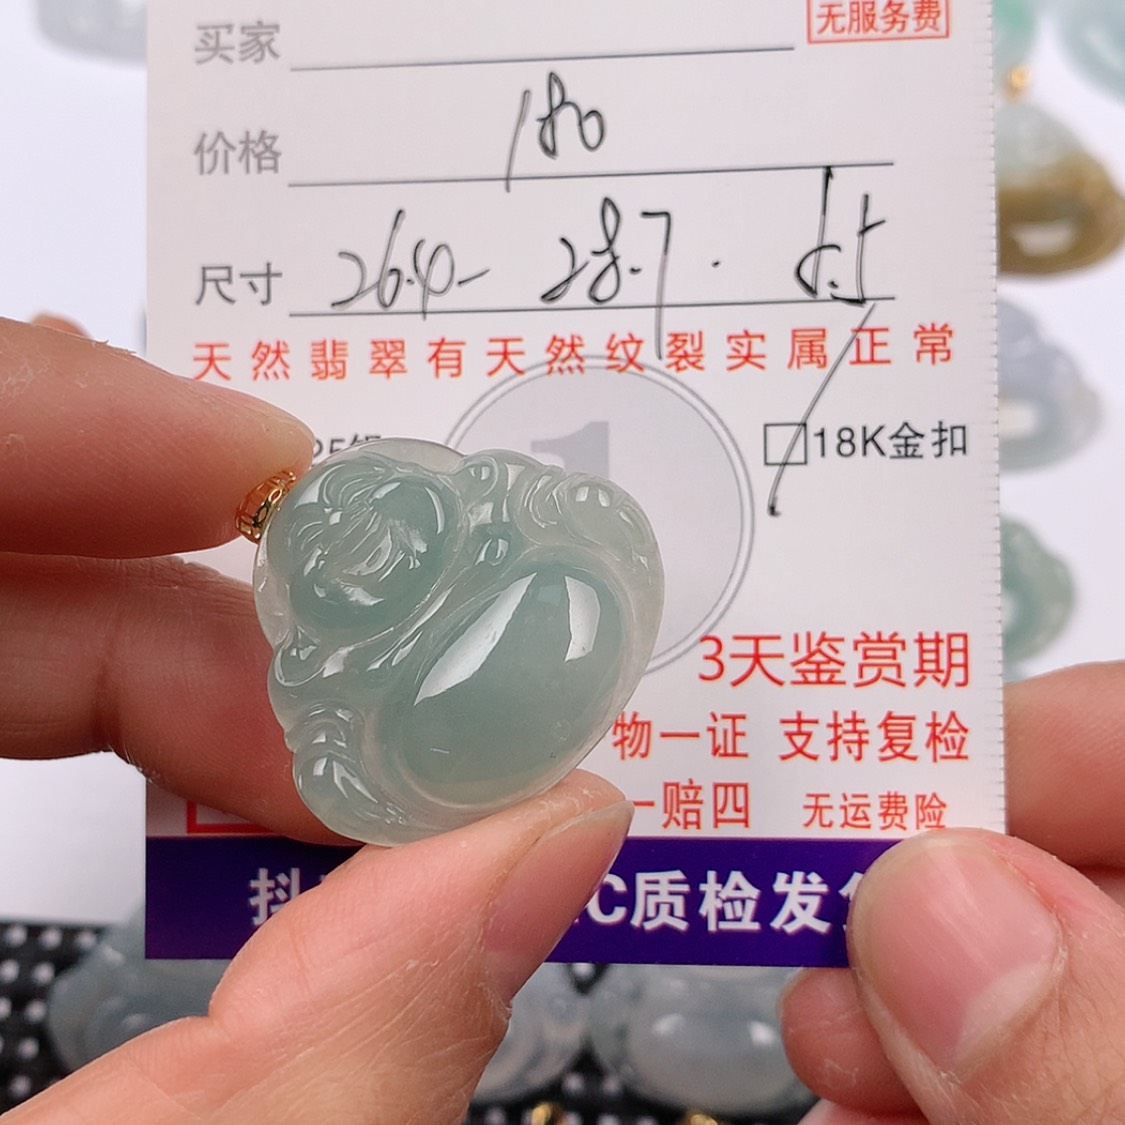 无服务费
买家
价格 180
尺寸 26.4- 28.7 · 6.5
天然翡翠有天然纹裂实属正常
18K金扣
3天鉴赏期
物一证 支持复检
一赔四 无运费险
抖 C质检发